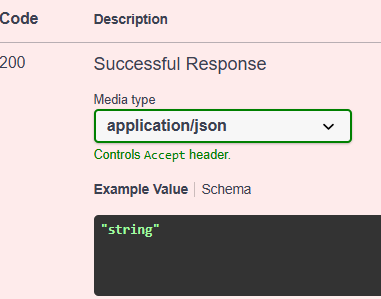 Code Description
200 Successful Response
Media type
application/json
Controls Accept header.
Example Value Schema
"string"